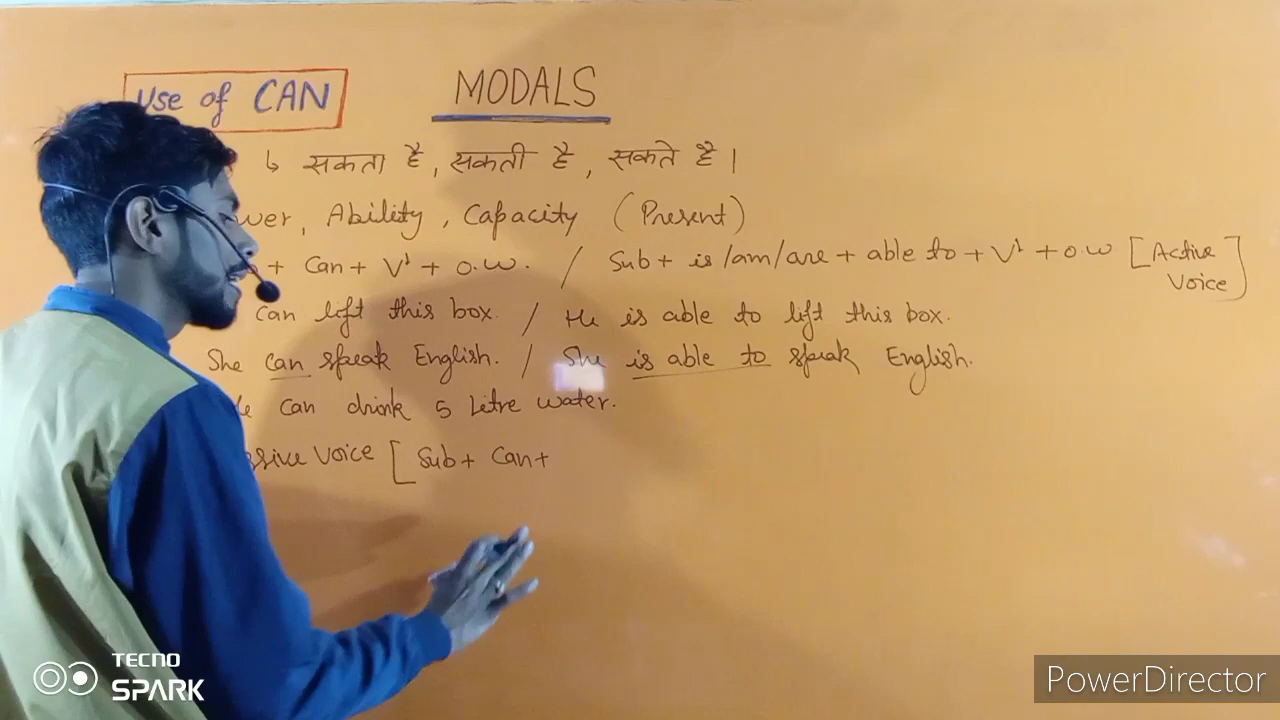 Use of CAN MODALS
↳ सकता है, सकती है, सकते है।
Ability, Capacity (Present)
+ Can + V¹ + O.W. / Sub + is/am/are + able to + V¹ + O.W [Active Voice]
can lift this box. / He is able to lift this box.
She can speak English. / She is able to speak English.
can drink 5 Litre water.
Voice [Sub + Can +
TECNO
SPARK
PowerDirector